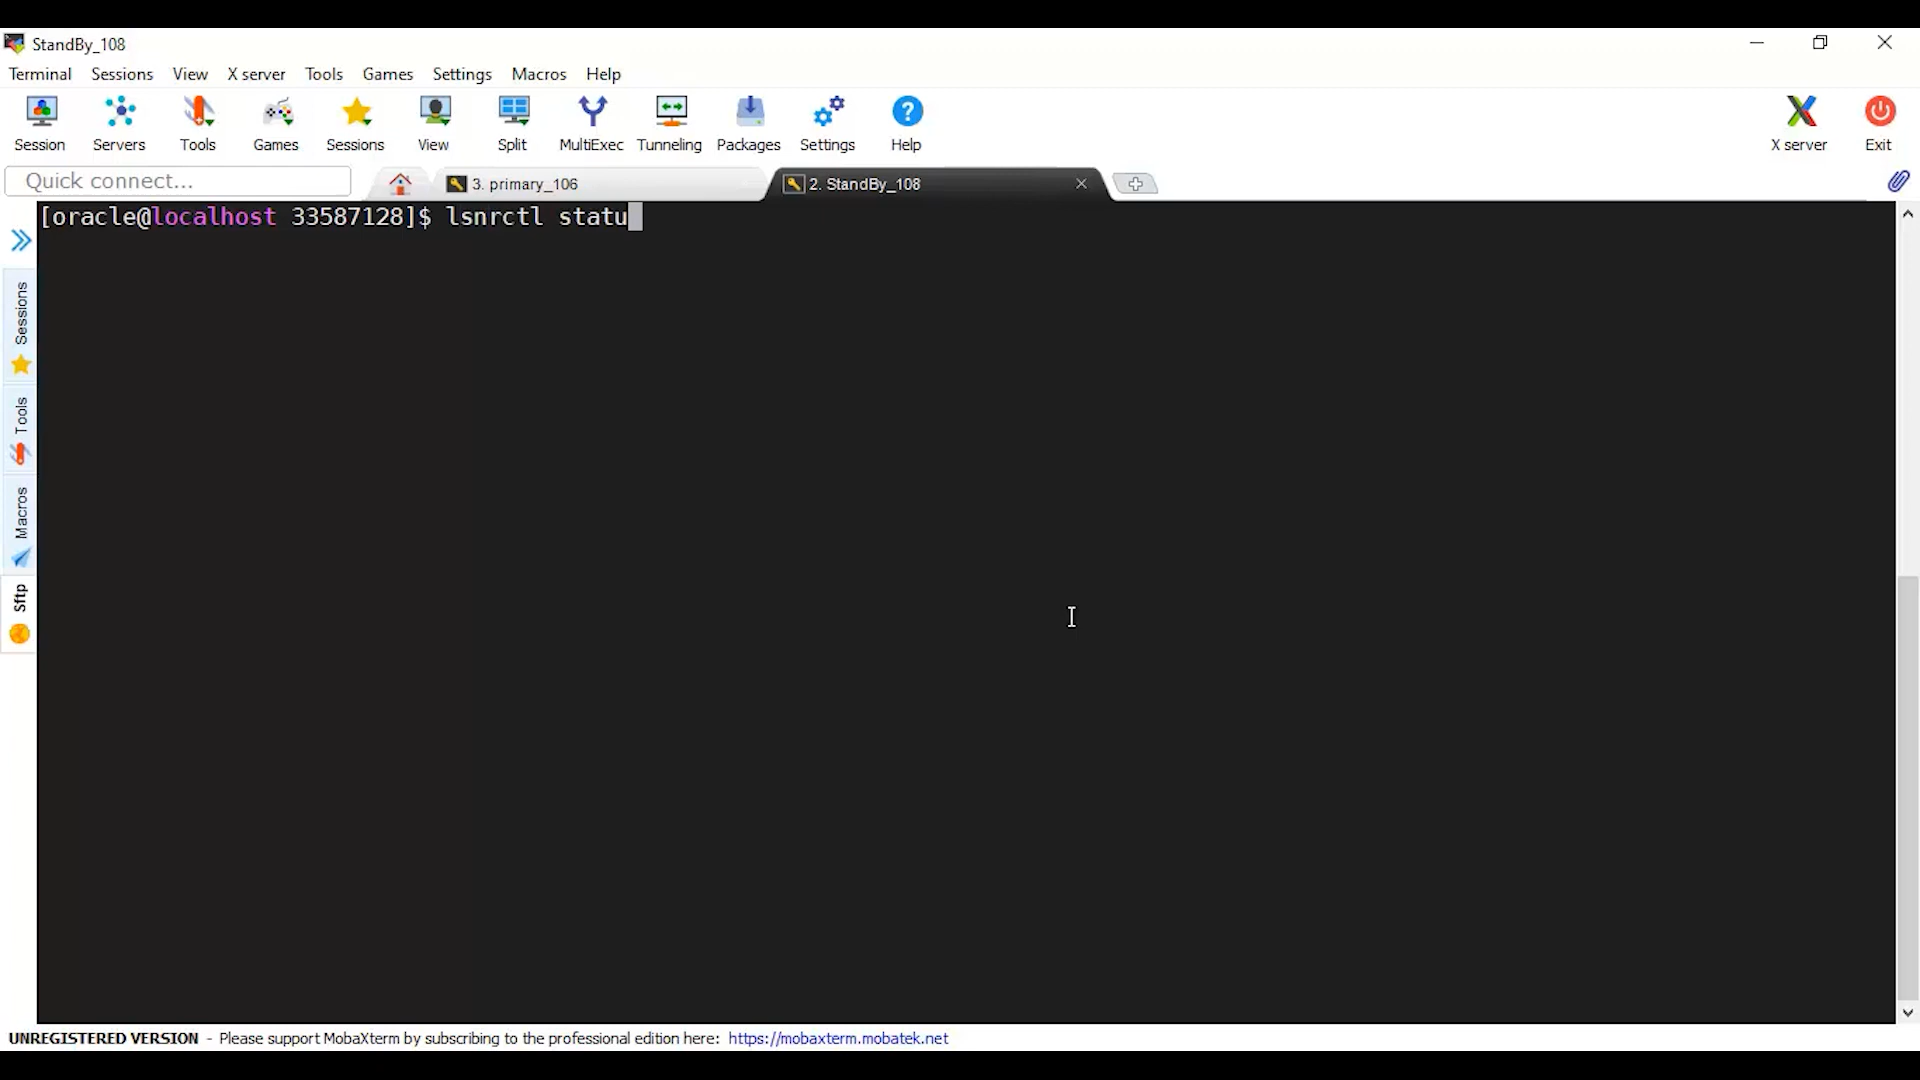 StandBy_108
Terminal Sessions View X server Tools Games Settings Macros Help
Session Servers Tools Games Sessions View Split MultiExec Tunneling Packages Settings Help X server Exit
Quick connect... 3. primary_106 2. StandBy_108
[oracle@localhost 33587128]$ lsnrctl statu
Sessions
Tools
Macros
Sftp
UNREGISTERED VERSION - Please support MobaXterm by subscribing to the professional edition here: https://mobaxterm.mobatek.net